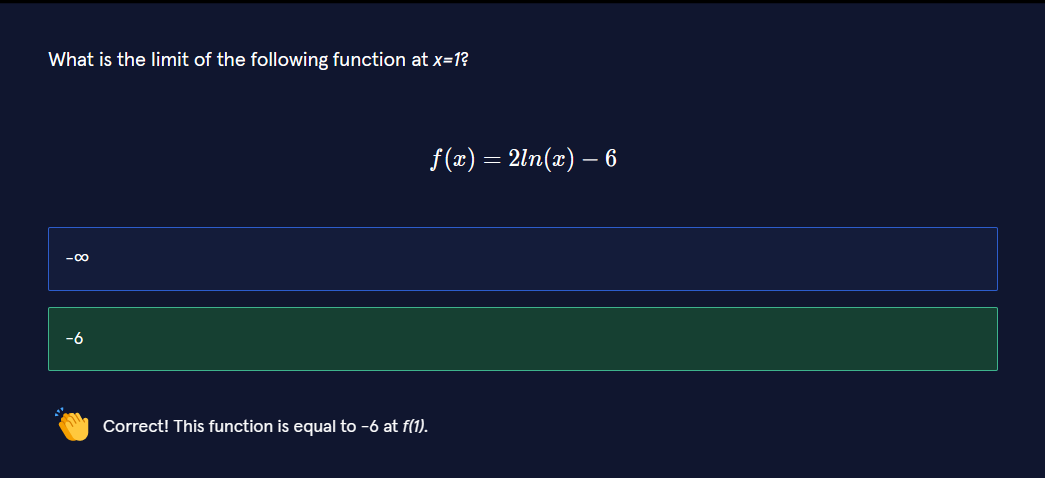 What is the limit of the following function at x=1?
f(x) = 2ln(x) − 6
-∞
-6
Correct! This function is equal to -6 at f(1).